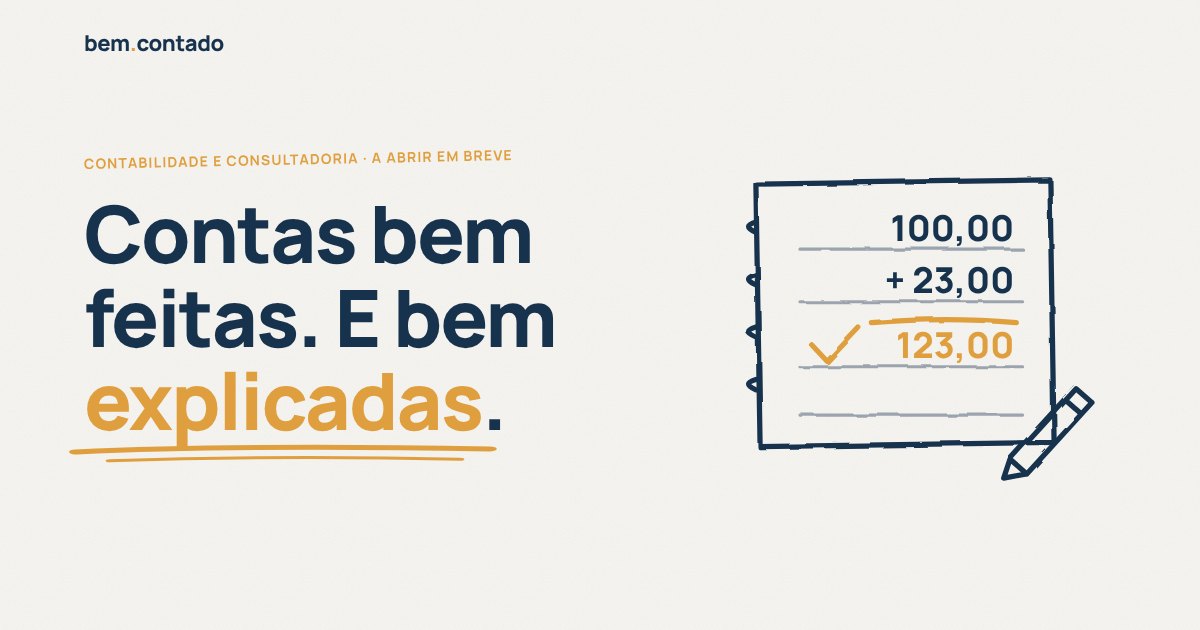 bem.contado
CONTABILIDADE E CONSULTADORIA · A ABRIR EM BREVE
Contas bem
feitas. E bem
explicadas.
100,00
+ 23,00
123,00